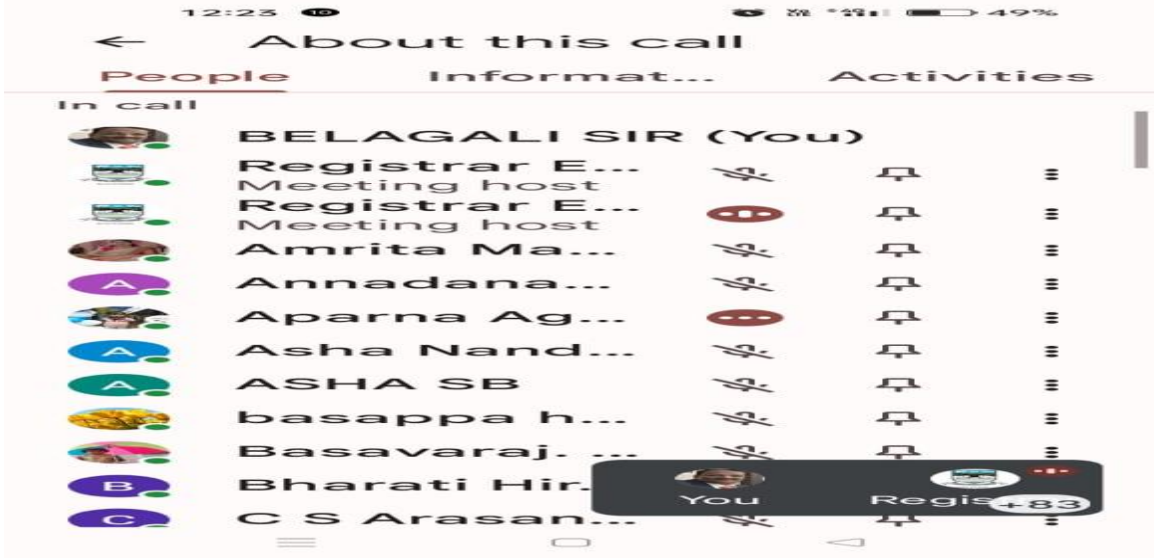 12:23 10 49%
About this call
People Informat... Activities
In call
BELAGALI SIR (You)
Registrar E...
Meeting host
Registrar E...
Meeting host
Amrita Ma...
A Annadana...
Aparna Ag...
A Asha Nand...
A ASHA SB
basappa h...
Basavaraj. ...
B Bharati Hir.
C C S Arasan...
You Regis +83